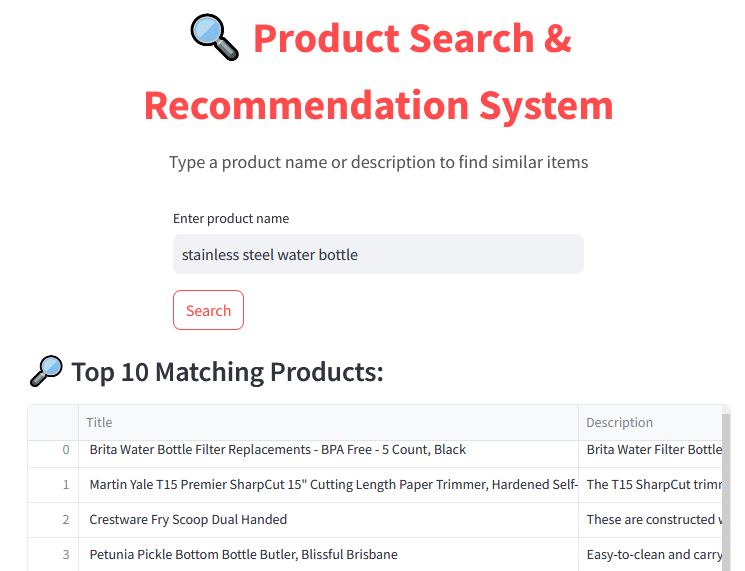 Product Search &
Recommendation System
Type a product name or description to find similar items
Enter product name
stainless steel water bottle
Search
Top 10 Matching Products:
Title Description
0 Brita Water Bottle Filter Replacements - BPA Free - 5 Count, Black Brita Water Filter Bottle
1 Martin Yale T15 Premier SharpCut 15" Cutting Length Paper Trimmer, Hardened Self- The T15 SharpCut trimr
2 Crestware Fry Scoop Dual Handed These are constructed
3 Petunia Pickle Bottom Bottle Butler, Blissful Brisbane Easy-to-clean and carry